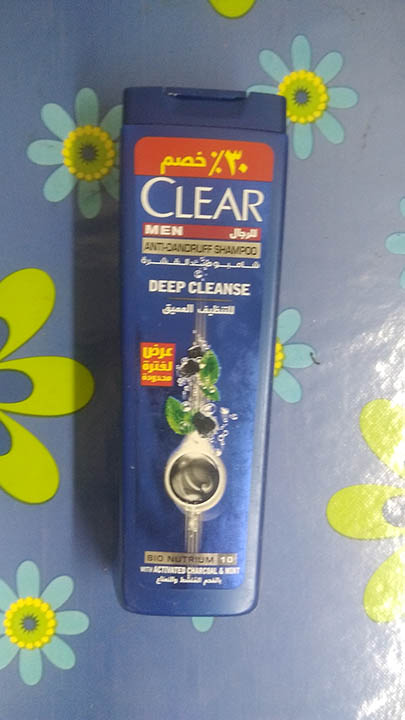 ٣٠٪ خصم
CLEAR
MEN للرجال
ANTI-DANDRUFF SHAMPOO
شامبو ضد القشرة
DEEP CLEANSE
للتنظيف العميق
عرض
لفترة
محدودة
BIO NUTRIUM 10
WITH ACTIVATED CHARCOAL & MINT
بالفحم المنشط والنعناع